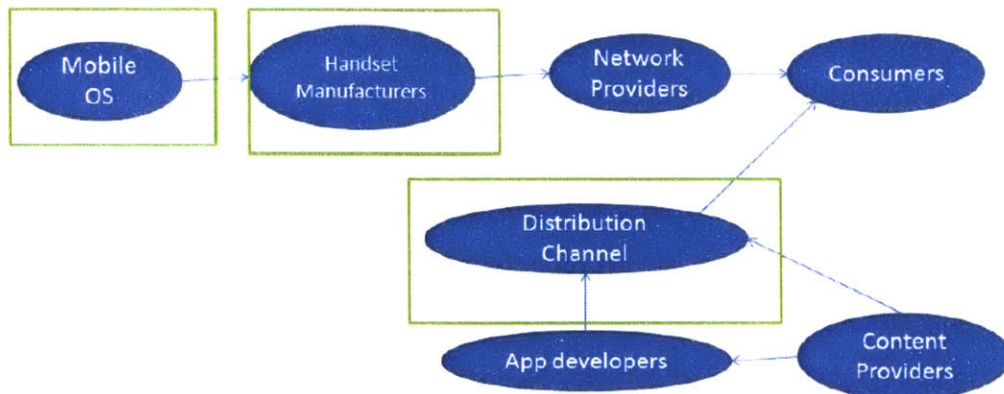 Mobile
OS
Handset
Manufacturers
Network
Providers
Consumers
Distribution
Channel
App developers
Content
Providers